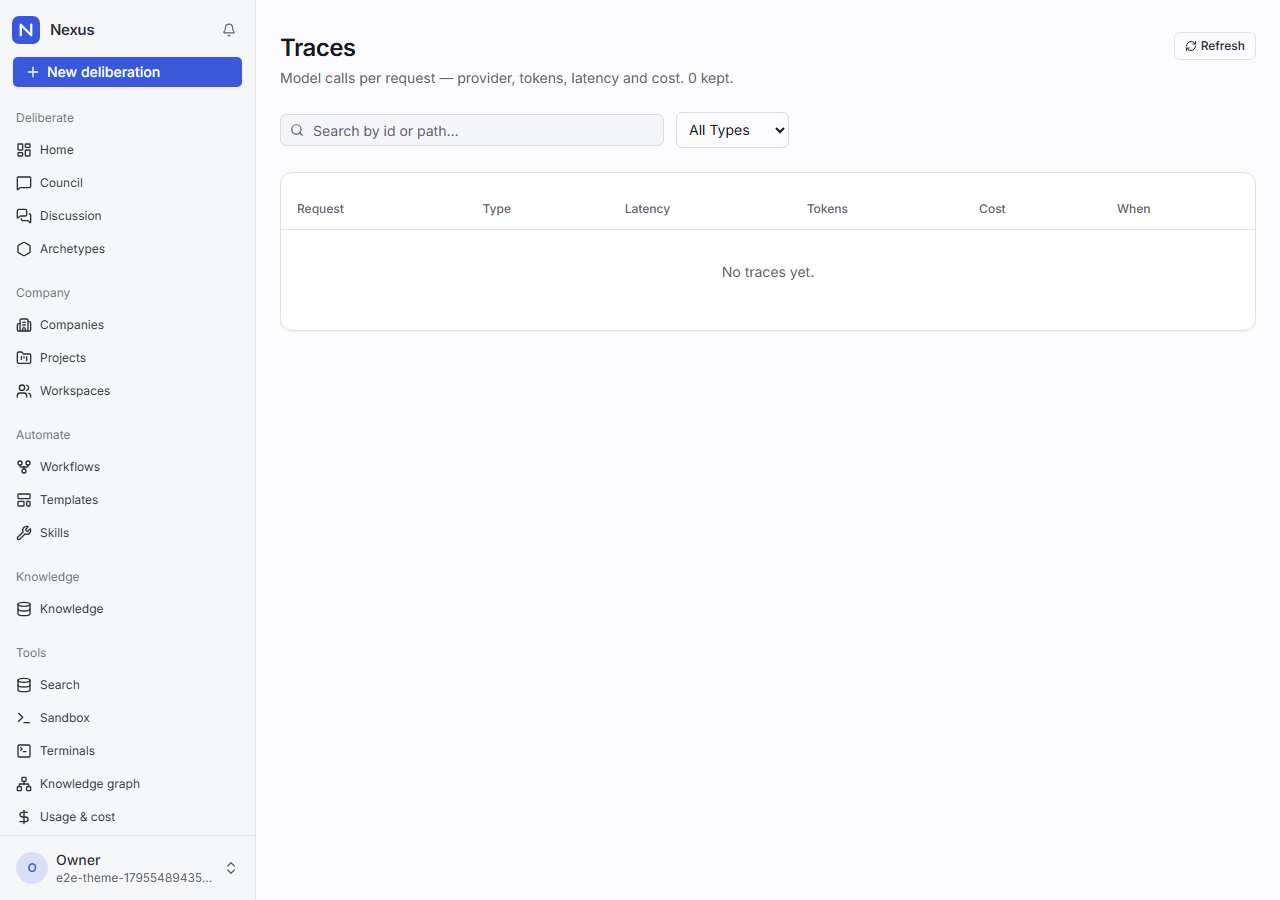 Nexus
New deliberation
Deliberate
Home
Council
Discussion
Archetypes
Company
Companies
Projects
Workspaces
Automate
Workflows
Templates
Skills
Knowledge
Knowledge
Tools
Search
Sandbox
Terminals
Knowledge graph
Usage & cost
O
Owner
e2e-theme-17955489435...
Traces
Refresh
Model calls per request — provider, tokens, latency and cost. 0 kept.
Search by id or path...
All Types
Request Type Latency Tokens Cost When
No traces yet.